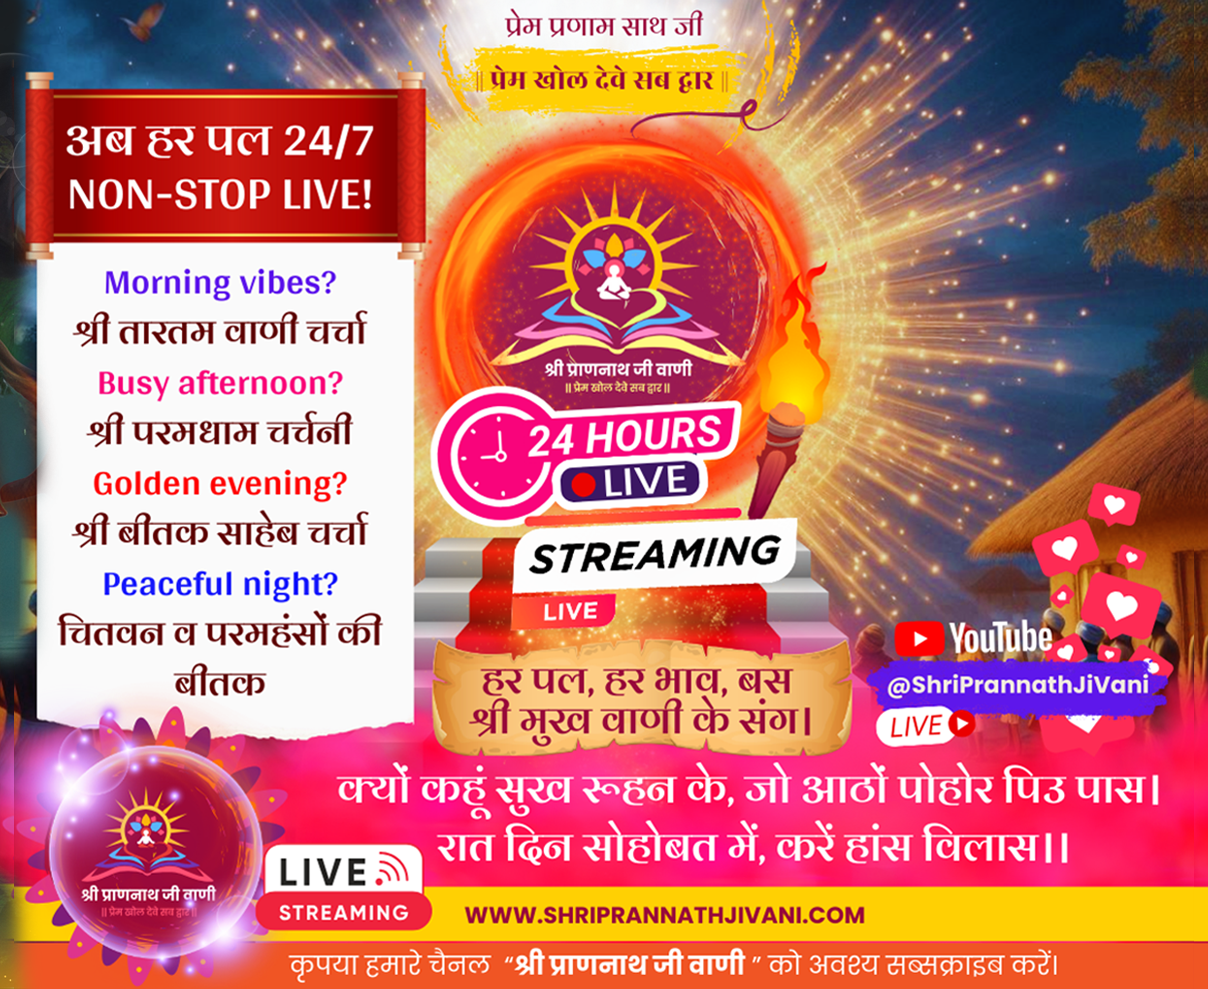 प्रेम प्रणाम साथ जी
|| प्रेम खोल देवे सब द्वार ||
अब हर पल 24/7
NON-STOP LIVE!
Morning vibes?
श्री तारतम वाणी चर्चा
Busy afternoon?
श्री परमधाम चर्चनी
Golden evening?
श्री बीतक साहेब चर्चा
Peaceful night?
चितवन व परमहंसों की
बीतक
श्री प्राणनाथ जी वाणी
|| प्रेम खोल देवे सब द्वार ||
24 HOURS
LIVE
STREAMING
LIVE
हर पल, हर भाव, बस
श्री मुख वाणी के संग।
YouTube
@ShriPrannathJiVani
LIVE
क्यों कहूं सुख रूहन के, जो आठों पोहोर पिउ पास।
रात दिन सोहोबत में, करें हांस विलास।।
श्री प्राणनाथ जी वाणी
|| प्रेम खोल देवे सब द्वार ||
LIVE
STREAMING
WWW.SHRIPRANNATHJIVANI.COM
कृपया हमारे चैनल “श्री प्राणनाथ जी वाणी ” को अवश्य सब्सक्राइब करें।